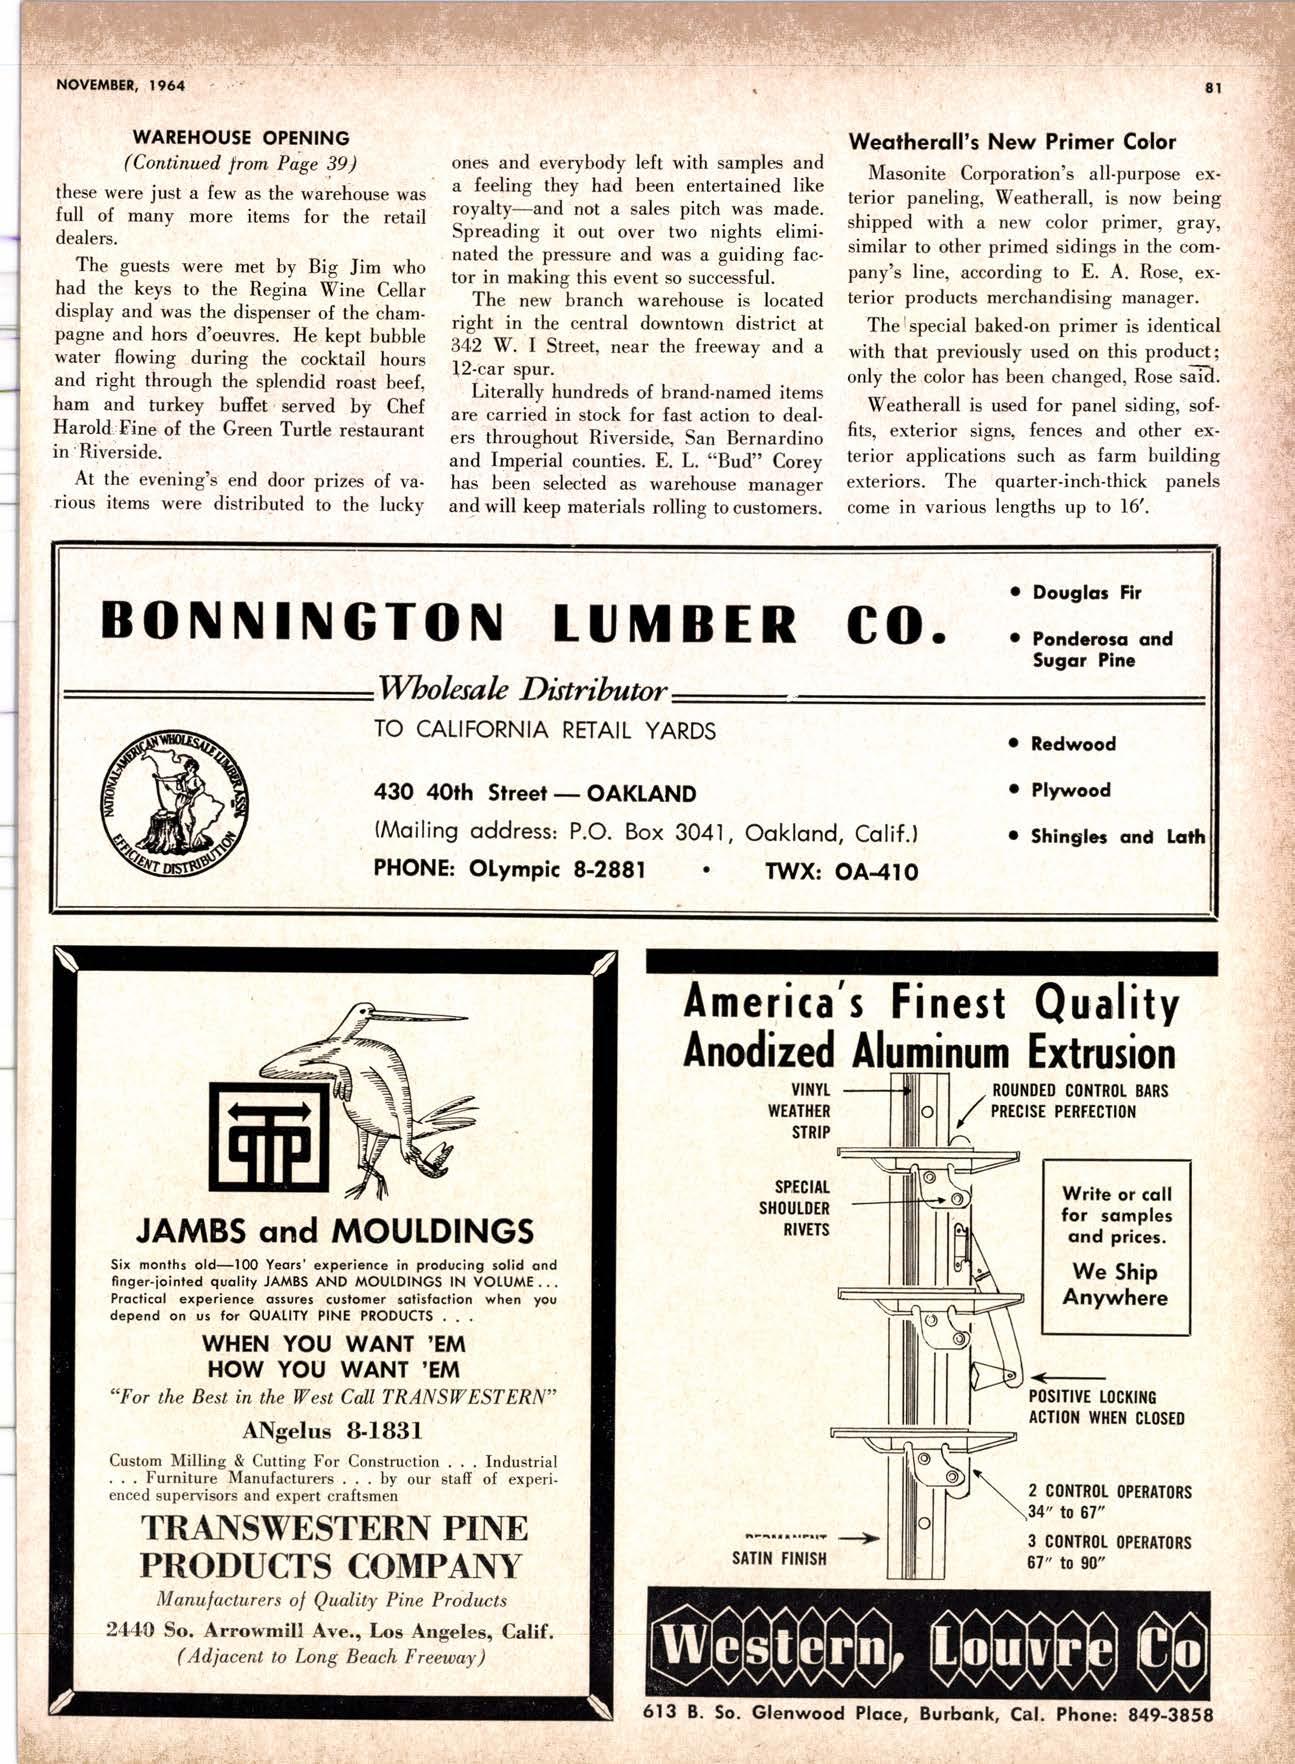 NOVEMBER, 1964
81
WAREHOUSE OPENING
(Continued from Page 39)
these were just a few as the warehouse was
full of many more items for the retail
dealers.
The guests were met by Big Jim who
had the keys to the Regina Wine Cellar
display and was the dispenser of the cham-
pagne and hors d'oeuvres. He kept bubble
water flowing during the cocktail hours
and right through the splendid roast beef,
ham and turkey buffet served by Chef
Harold Fine of the Green Turtle restaurant
in Riverside.
At the evening's end door prizes of va-
rious items were distributed to the lucky
ones and everybody left with samples and
a feeling they had been entertained like
royalty—and not a sales pitch was made.
Spreading it out over two nights elimi-
nated the pressure and was a guiding fac-
tor in making this event so successful.
The new branch warehouse is located
right in the central downtown district at
342 W. I Street, near the freeway and a
12-car spur.
Literally hundreds of brand-named items
are carried in stock for fast action to deal-
ers throughout Riverside, San Bernardino
and Imperial counties. E. L. "Bud" Corey
has been selected as warehouse manager
and will keep materials rolling to customers.
Weatherall's New Primer Color
Masonite Corporation's all-purpose ex-
terior paneling, Weatherall, is now being
shipped with a new color primer, gray,
similar to other primed sidings in the com-
pany's line, according to E. A. Rose, ex-
terior products merchandising manager.
The special baked-on primer is identical
with that previously used on this product;
only the color has been changed, Rose said.
Weatherall is used for panel siding, sof-
fits, exterior signs, fences and other ex-
terior applications such as farm building
exteriors. The quarter-inch-thick panels
come in various lengths up to 16'.
BONNINGTON LUMBER CO.
Wholesale Distributor
TO CALIFORNIA RETAIL YARDS
430 40th Street — OAKLAND
(Mailing address: P.O. Box 3041, Oakland, Calif.)
PHONE: OLympic 8-2881 • TWX: OA-410
NATIONAL-AMERICAN WHOLESALE LUMBER ASSN.
EFFICIENT DISTRIBUTION
• Douglas Fir
• Ponderosa and
Sugar Pine
• Redwood
• Plywood
• Shingles and Lath
TPP
JAMBS and MOULDINGS
Six months old—100 Years' experience in producing solid and
finger-jointed quality JAMBS AND MOULDINGS IN VOLUME...
Practical experience assures customer satisfaction when you
depend on us for QUALITY PINE PRODUCTS . . .
WHEN YOU WANT 'EM
HOW YOU WANT 'EM
"For the Best in the West Call TRANSWESTERN"
ANgelus 8-1831
Custom Milling & Cutting For Construction . . . Industrial
. . . Furniture Manufacturers . . . by our staff of experi-
enced supervisors and expert craftsmen
TRANSWESTERN PINE
PRODUCTS COMPANY
Manufacturers of Quality Pine Products
2440 So. Arrowmill Ave., Los Angeles, Calif.
(Adjacent to Long Beach Freeway)
America's Finest Quality
Anodized Aluminum Extrusion
VINYL
WEATHER
STRIP
ROUNDED CONTROL BARS
PRECISE PERFECTION
SPECIAL
SHOULDER
RIVETS
Write or call
for samples
and prices.
We Ship
Anywhere
POSITIVE LOCKING
ACTION WHEN CLOSED
2 CONTROL OPERATORS
34" to 67"
3 CONTROL OPERATORS
67" to 90"
PERMANENT
SATIN FINISH
Western, Louvre Co
613 B. So. Glenwood Place, Burbank, Cal. Phone: 849-3858